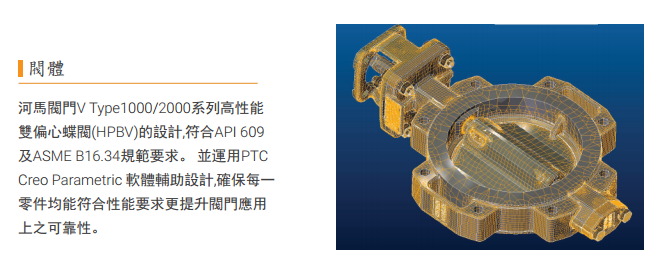 閥體
河馬閥門V Type1000/2000系列高性能
雙偏心蝶閥(HPBV)的設計,符合API 609
及ASME B16.34規範要求。 並運用PTC
Creo Parametric 軟體輔助設計,確保每一
零件均能符合性能要求更提升閥門應用
上之可靠性。